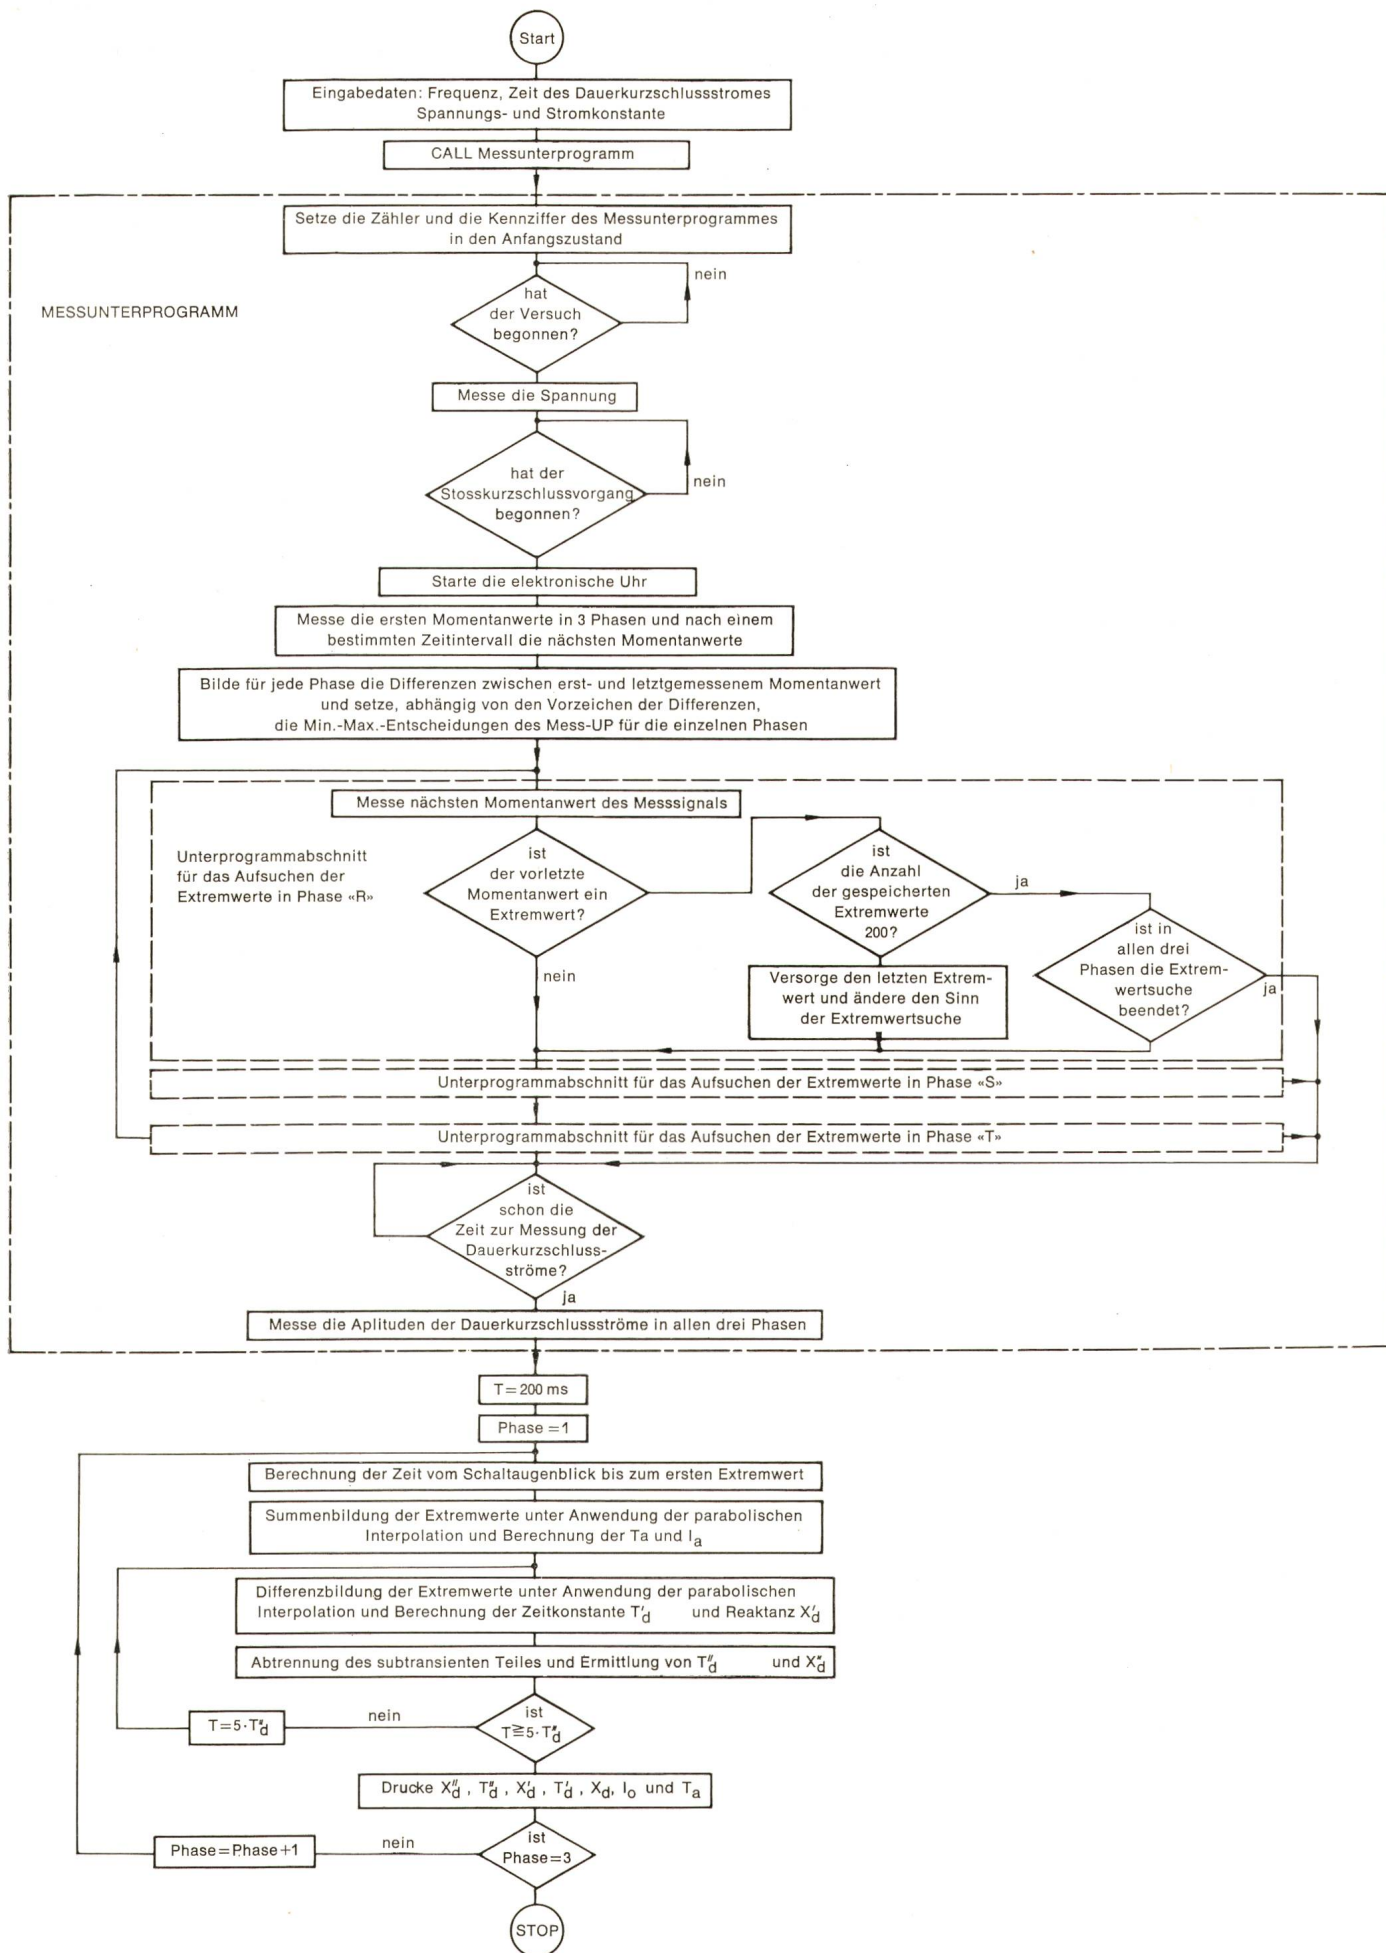 Start
Eingabedaten: Frequenz, Zeit des Dauerkurzschlussstromes
Spannungs- und Stromkonstante
CALL Messunterprogramm
Setze die Zähler und die Kennziffer des Messunterprogrammes
in den Anfangszustand
nein
MESSUNTERPROGRAMM
hat
der Versuch
begonnen?
Messe die Spannung
nein
hat der
Stosskurzschlussvorgang
begonnen?
Starte die elektronische Uhr
Messe die ersten Momentanwerte in 3 Phasen und nach einem
bestimmten Zeitintervall die nächsten Momentanwerte
Bilde für jede Phase die Differenzen zwischen erst- und letztgemessenem Momentanwert
und setze, abhängig von den Vorzeichen der Differenzen,
die Min.-Max.-Entscheidungen des Mess-UP für die einzelnen Phasen
Messe nächsten Momentanwert des Messsignals
Unterprogrammabschnitt
für das Aufsuchen der
Extremwerte in Phase «R»
ist
der vorletzte
Momentanwert ein
Extremwert?
nein
ist
die Anzahl
der gespeicherten
Extremwerte
200?
ja
Versorge den letzten Extrem-
wert und ändere den Sinn
der Extremwertsuche
ist in
allen drei
Phasen die Extrem-
wertsuche
beendet?
ja
Unterprogrammabschnitt für das Aufsuchen der Extremwerte in Phase «S»
Unterprogrammabschnitt für das Aufsuchen der Extremwerte in Phase «T»
ist
schon die
Zeit zur Messung der
Dauerkurzschluss-
ströme?
ja
Messe die Aplituden der Dauerkurzschlussströme in allen drei Phasen
T=200 ms
Phase=1
Berechnung der Zeit vom Schaltaugenblick bis zum ersten Extremwert
Summenbildung der Extremwerte unter Anwendung der parabolischen
Interpolation und Berechnung der Ta und Ia
Differenzbildung der Extremwerte unter Anwendung der parabolischen
Interpolation und Berechnung der Zeitkonstante T′d und Reaktanz X′d
Abtrennung des subtransienten Teiles und Ermittlung von T″d und X″d
ist
T≧5·T″d
nein
T=5·T″d
Drucke X″d , T″d , X′d , T′d , Xd, Io und Ta
ist
Phase=3
nein
Phase=Phase+1
STOP